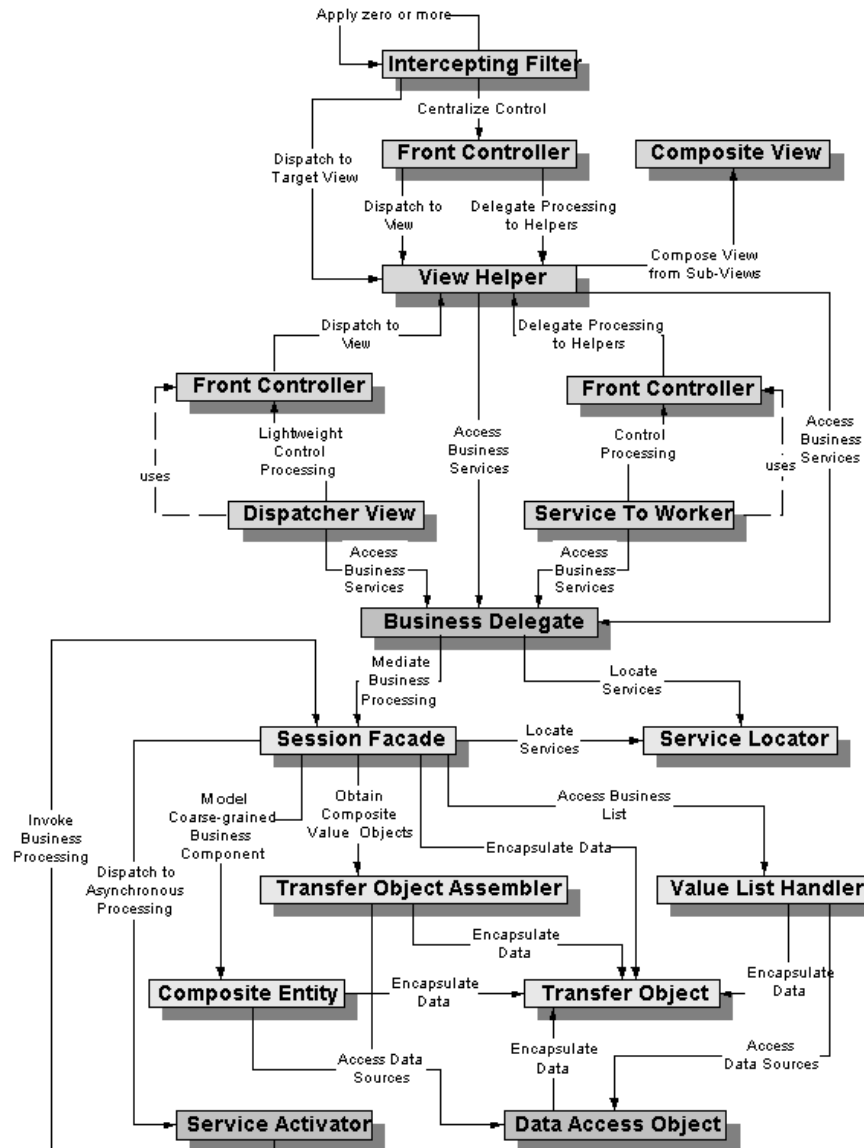 Apply zero or more
Intercepting Filter
Centralize Control
Dispatch to
Target View
Front Controller
Composite View
Dispatch to
View
Delegate Processing
to Helpers
View Helper
Compose View
from Sub-Views
Dispatch to
View
Delegate Processing
to Helpers
Front Controller
Front Controller
Lightweight
Control
Processing
Access
Business
Services
Control
Processing
Access
Business
Services
uses
uses
Dispatcher View
Service To Worker
Access
Business
Services
Access
Business
Services
Business Delegate
Mediate
Business
Processing
Locate
Services
Session Facade
Locate
Services
Service Locator
Invoke
Business
Processing
Model
Coarse-grained
Business
Component
Obtain
Composite
Value Objects
Access Business
List
Encapsulate Data
Dispatch to
Asynchronous
Processing
Transfer Object Assembler
Value List Handler
Encapsulate
Data
Composite Entity
Encapsulate
Data
Transfer Object
Encapsulate
Data
Access Data
Sources
Encapsulate
Data
Access
Data Sources
Service Activator
Data Access Object